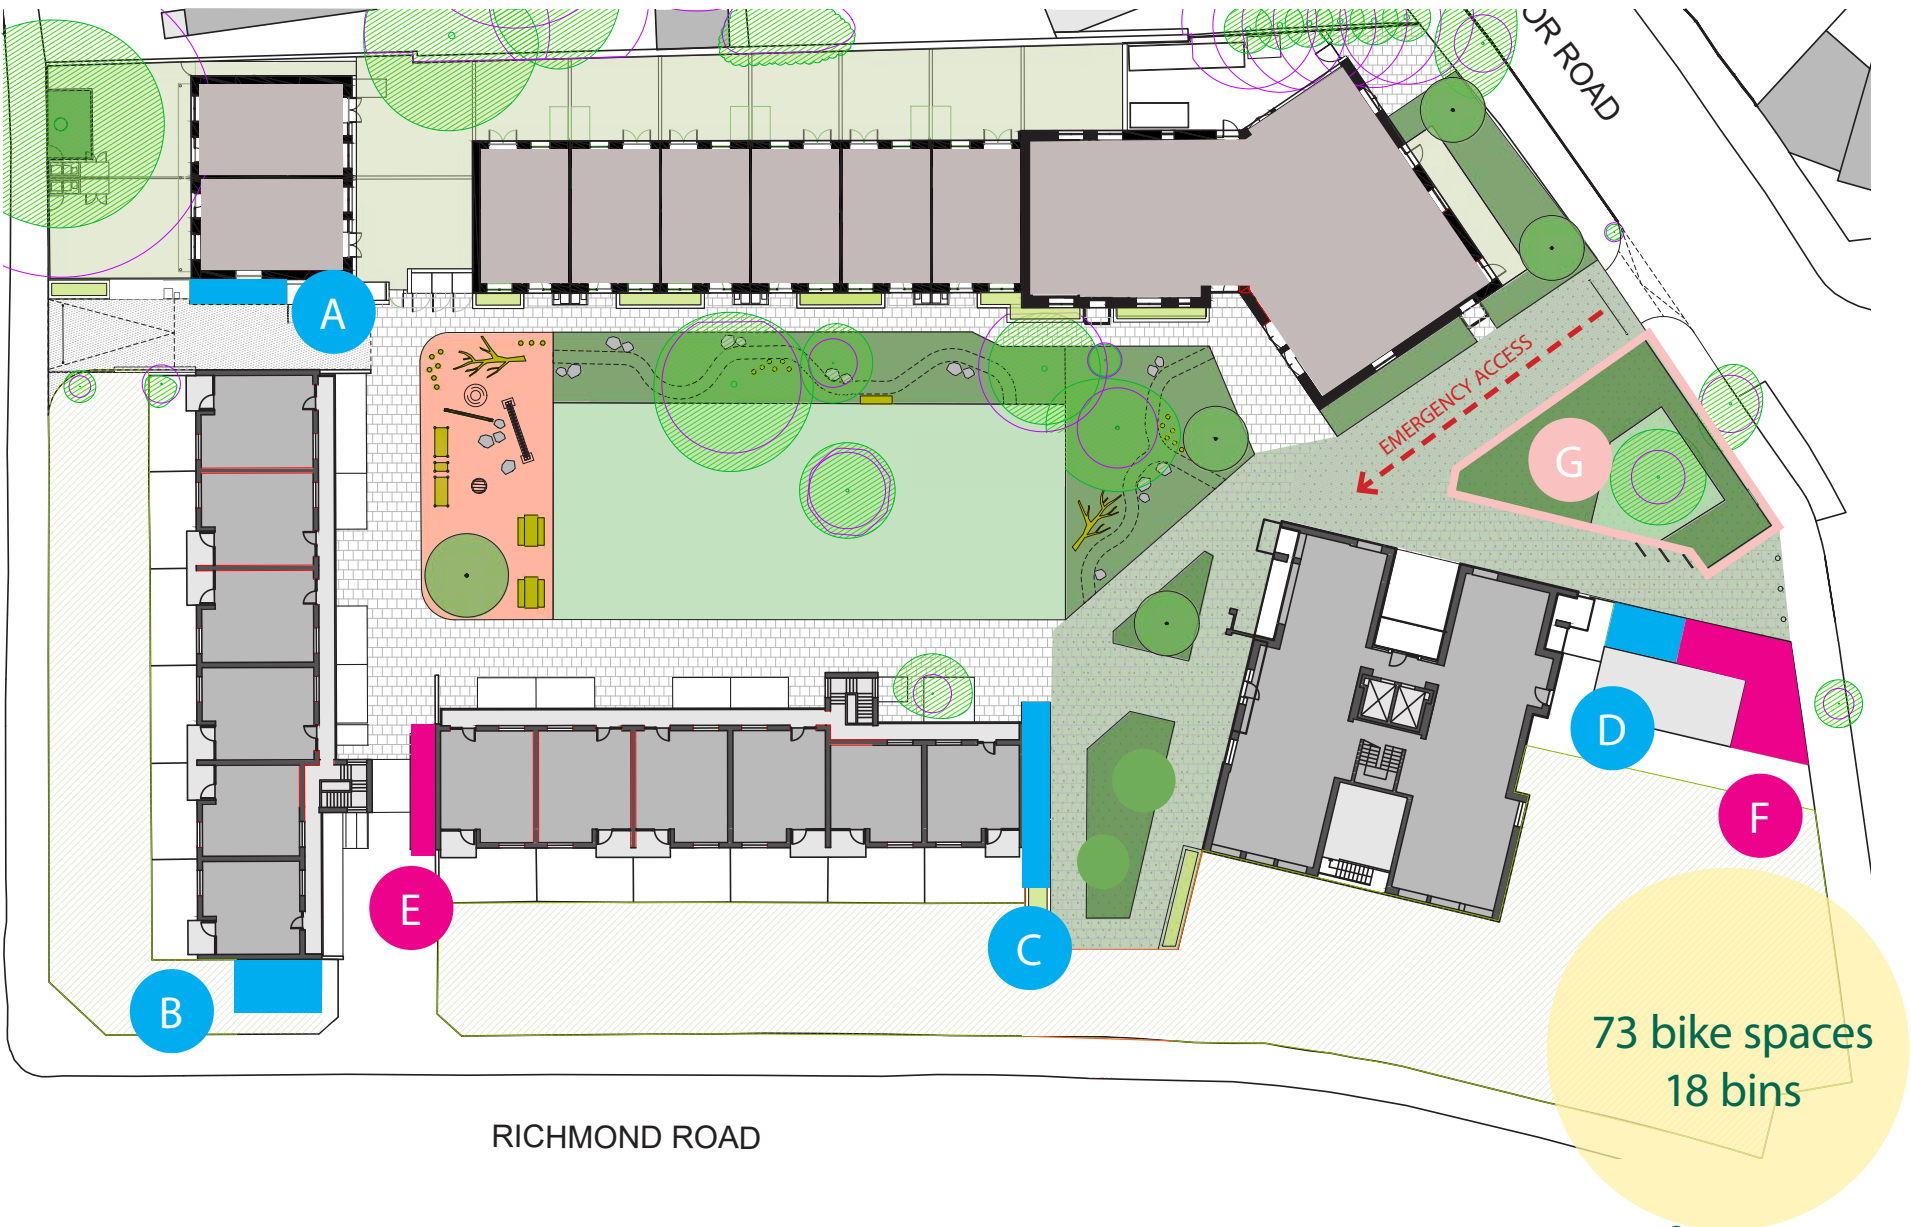 OR ROAD
A
EMERGENCY ACCESS
G
D
F
E
C
B
73 bike spaces
18 bins
RICHMOND ROAD